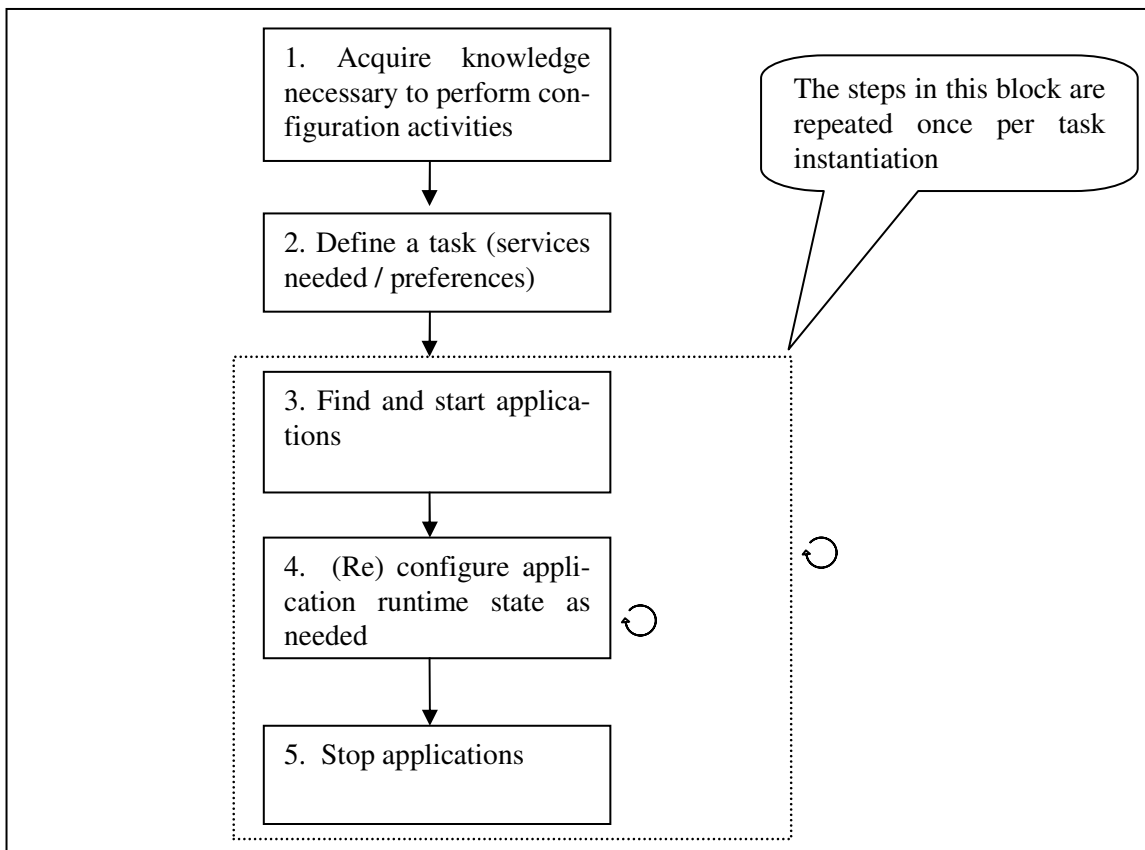 1. Acquire knowledge
necessary to perform con-
figuration activities
The steps in this block are
repeated once per task
instantiation
2. Define a task (services
needed / preferences)
3. Find and start applica-
tions
4. (Re) configure appli-
cation runtime state as
needed
5. Stop applications